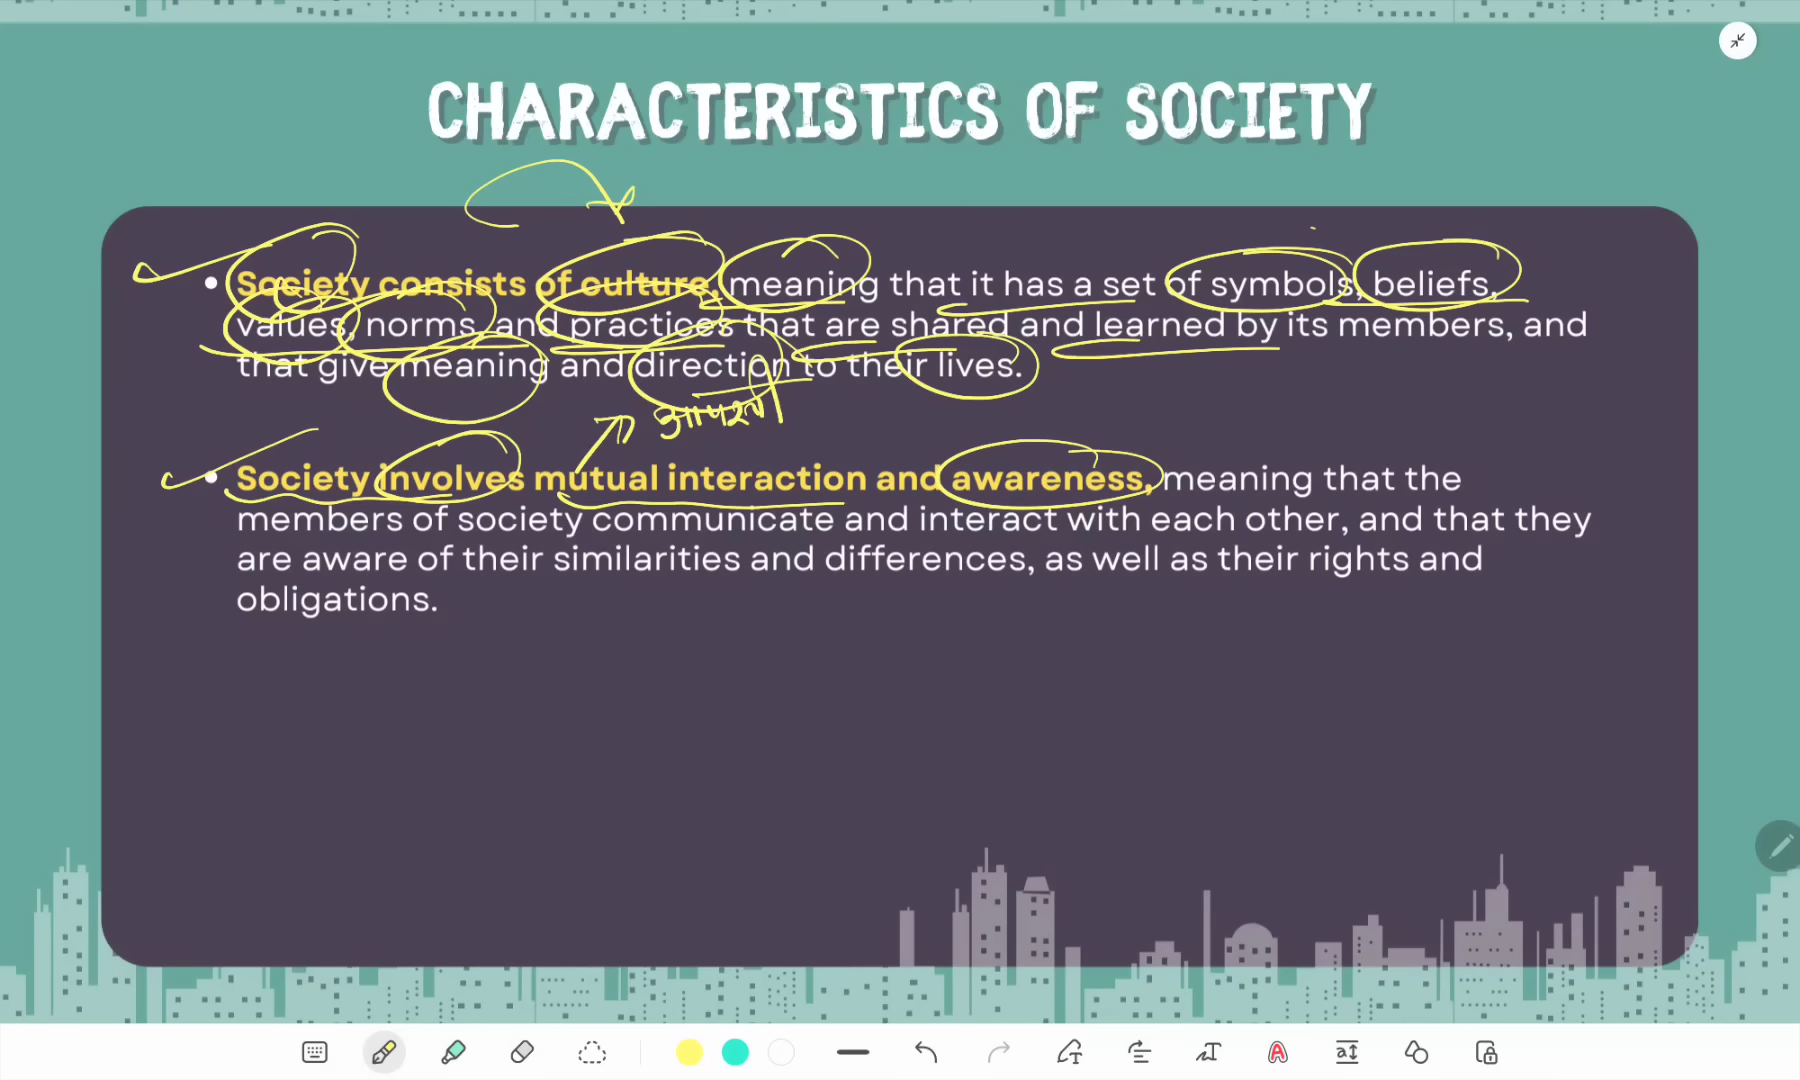 CHARACTERISTICS OF SOCIETY
• Society consists of culture, meaning that it has a set of symbols, beliefs,
values, norms, and practices that are shared and learned by its members, and
that give meaning and direction to their lives.
• Society involves mutual interaction and awareness, meaning that the
members of society communicate and interact with each other, and that they
are aware of their similarities and differences, as well as their rights and
obligations.